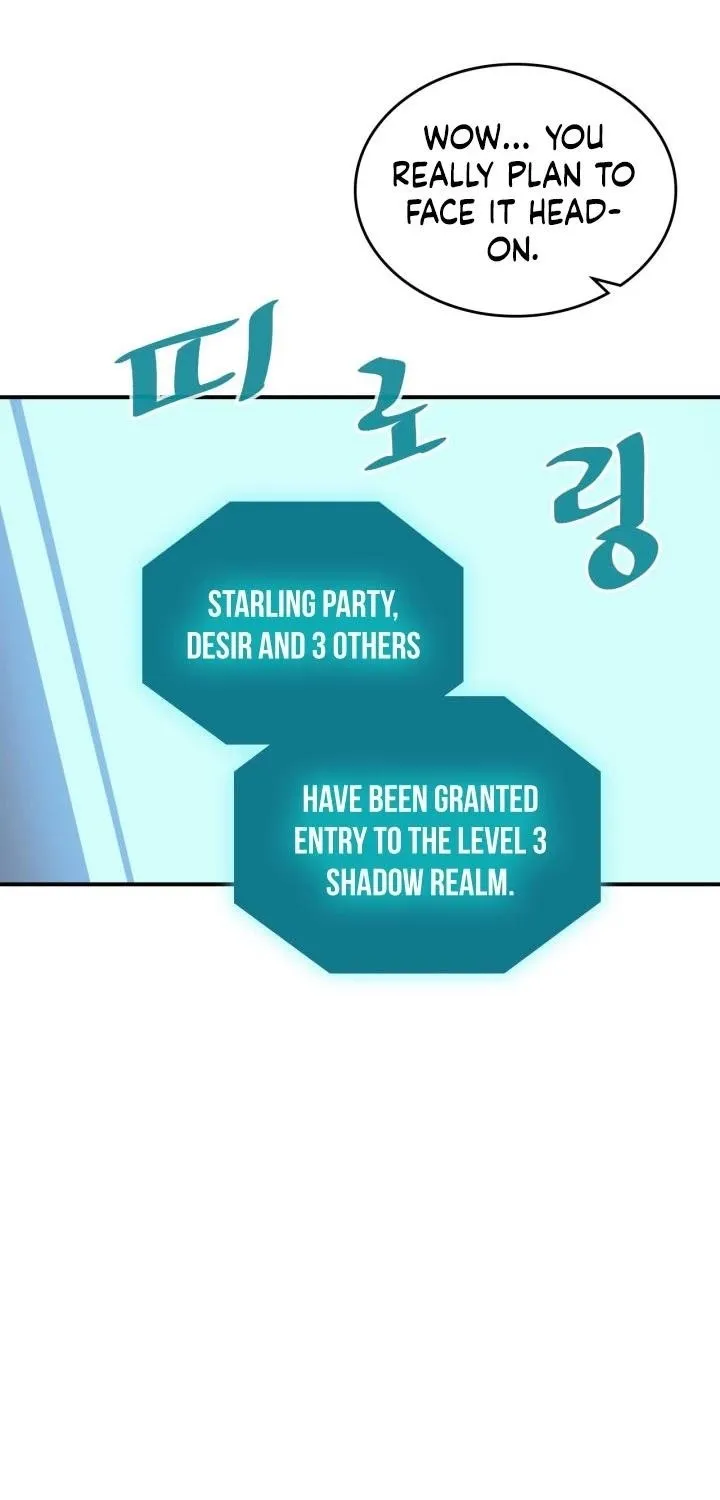 WOW... YOU
REALLY PLAN TO
FACE IT HEAD-
ON.
띠로링
STARLING PARTY,
DESIR AND 3 OTHERS
HAVE BEEN GRANTED
ENTRY TO THE LEVEL 3
SHADOW REALM.